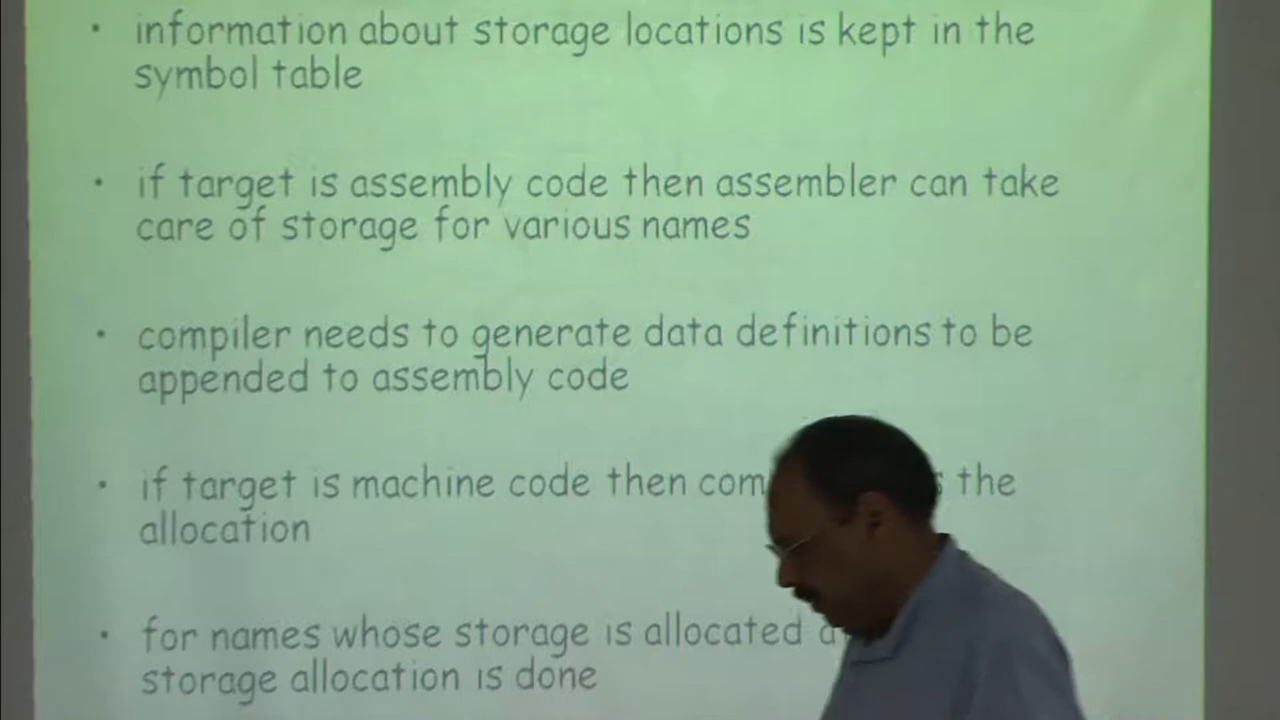 • information about storage locations is kept in the
symbol table
• if target is assembly code then assembler can take
care of storage for various names
• compiler needs to generate data definitions to be
appended to assembly code
• if target is machine code then the
allocation
• for names whose storage is allocated
storage allocation is done